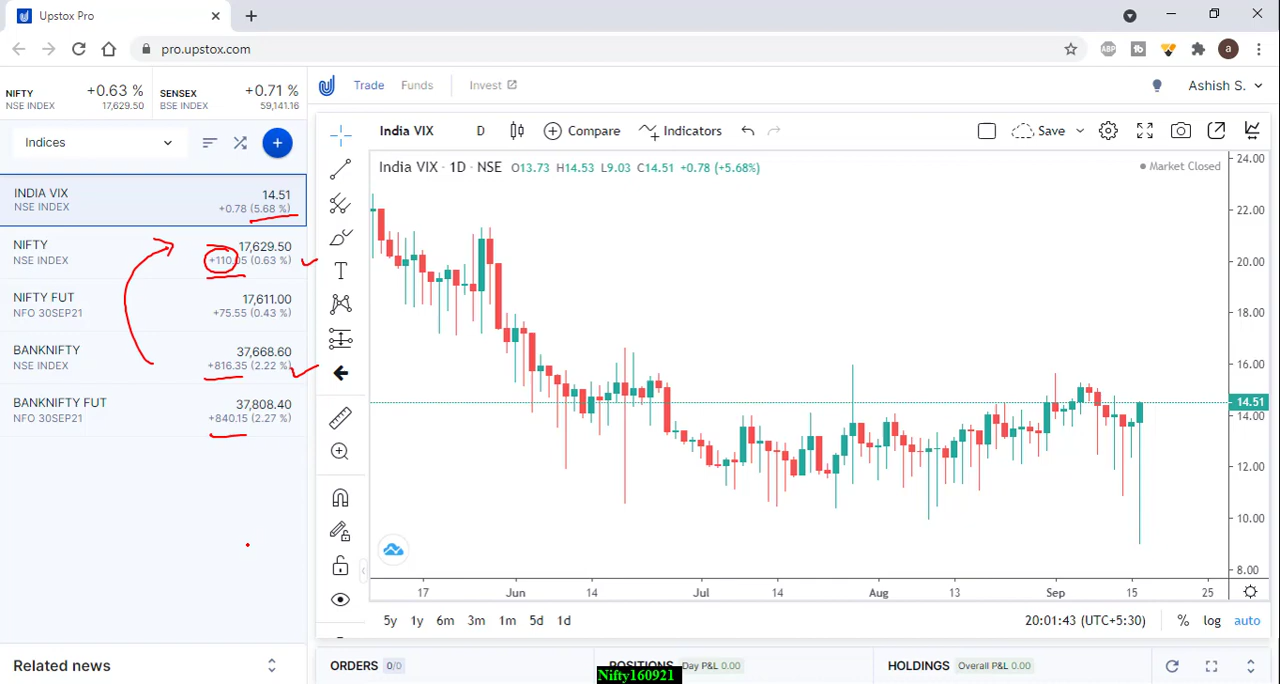 Upstox Pro
pro.upstox.com
ABP
a
NIFTY +0.63 %
NSE INDEX 17,629.50
SENSEX +0.71 %
BSE INDEX 59,141.16
Trade Funds Invest
Ashish S.
Indices
India VIX D Compare Indicators Save
INDIA VIX 14.51
NSE INDEX +0.78 (5.68 %)
NIFTY 17,629.50
NSE INDEX +110.05 (0.63 %)
NIFTY FUT 17,611.00
NFO 30SEP21 +75.55 (0.43 %)
BANKNIFTY 37,668.60
NSE INDEX +816.35 (2.22 %)
BANKNIFTY FUT 37,808.40
NFO 30SEP21 +840.15 (2.27 %)
T
India VIX · 1D · NSE O13.73 H14.53 L9.03 C14.51 +0.78 (+5.68%)
Market Closed
24.00
22.00
20.00
18.00
16.00
14.51
14.00
12.00
10.00
8.00
17 Jun 14 Jul 14 Aug 13 Sep 15 25
5y 1y 6m 3m 1m 5d 1d
20:01:43 (UTC+5:30) % log auto
Related news
ORDERS 0/0
POSITIONS Day P&L 0.00
HOLDINGS Overall P&L 0.00
Nifty160921